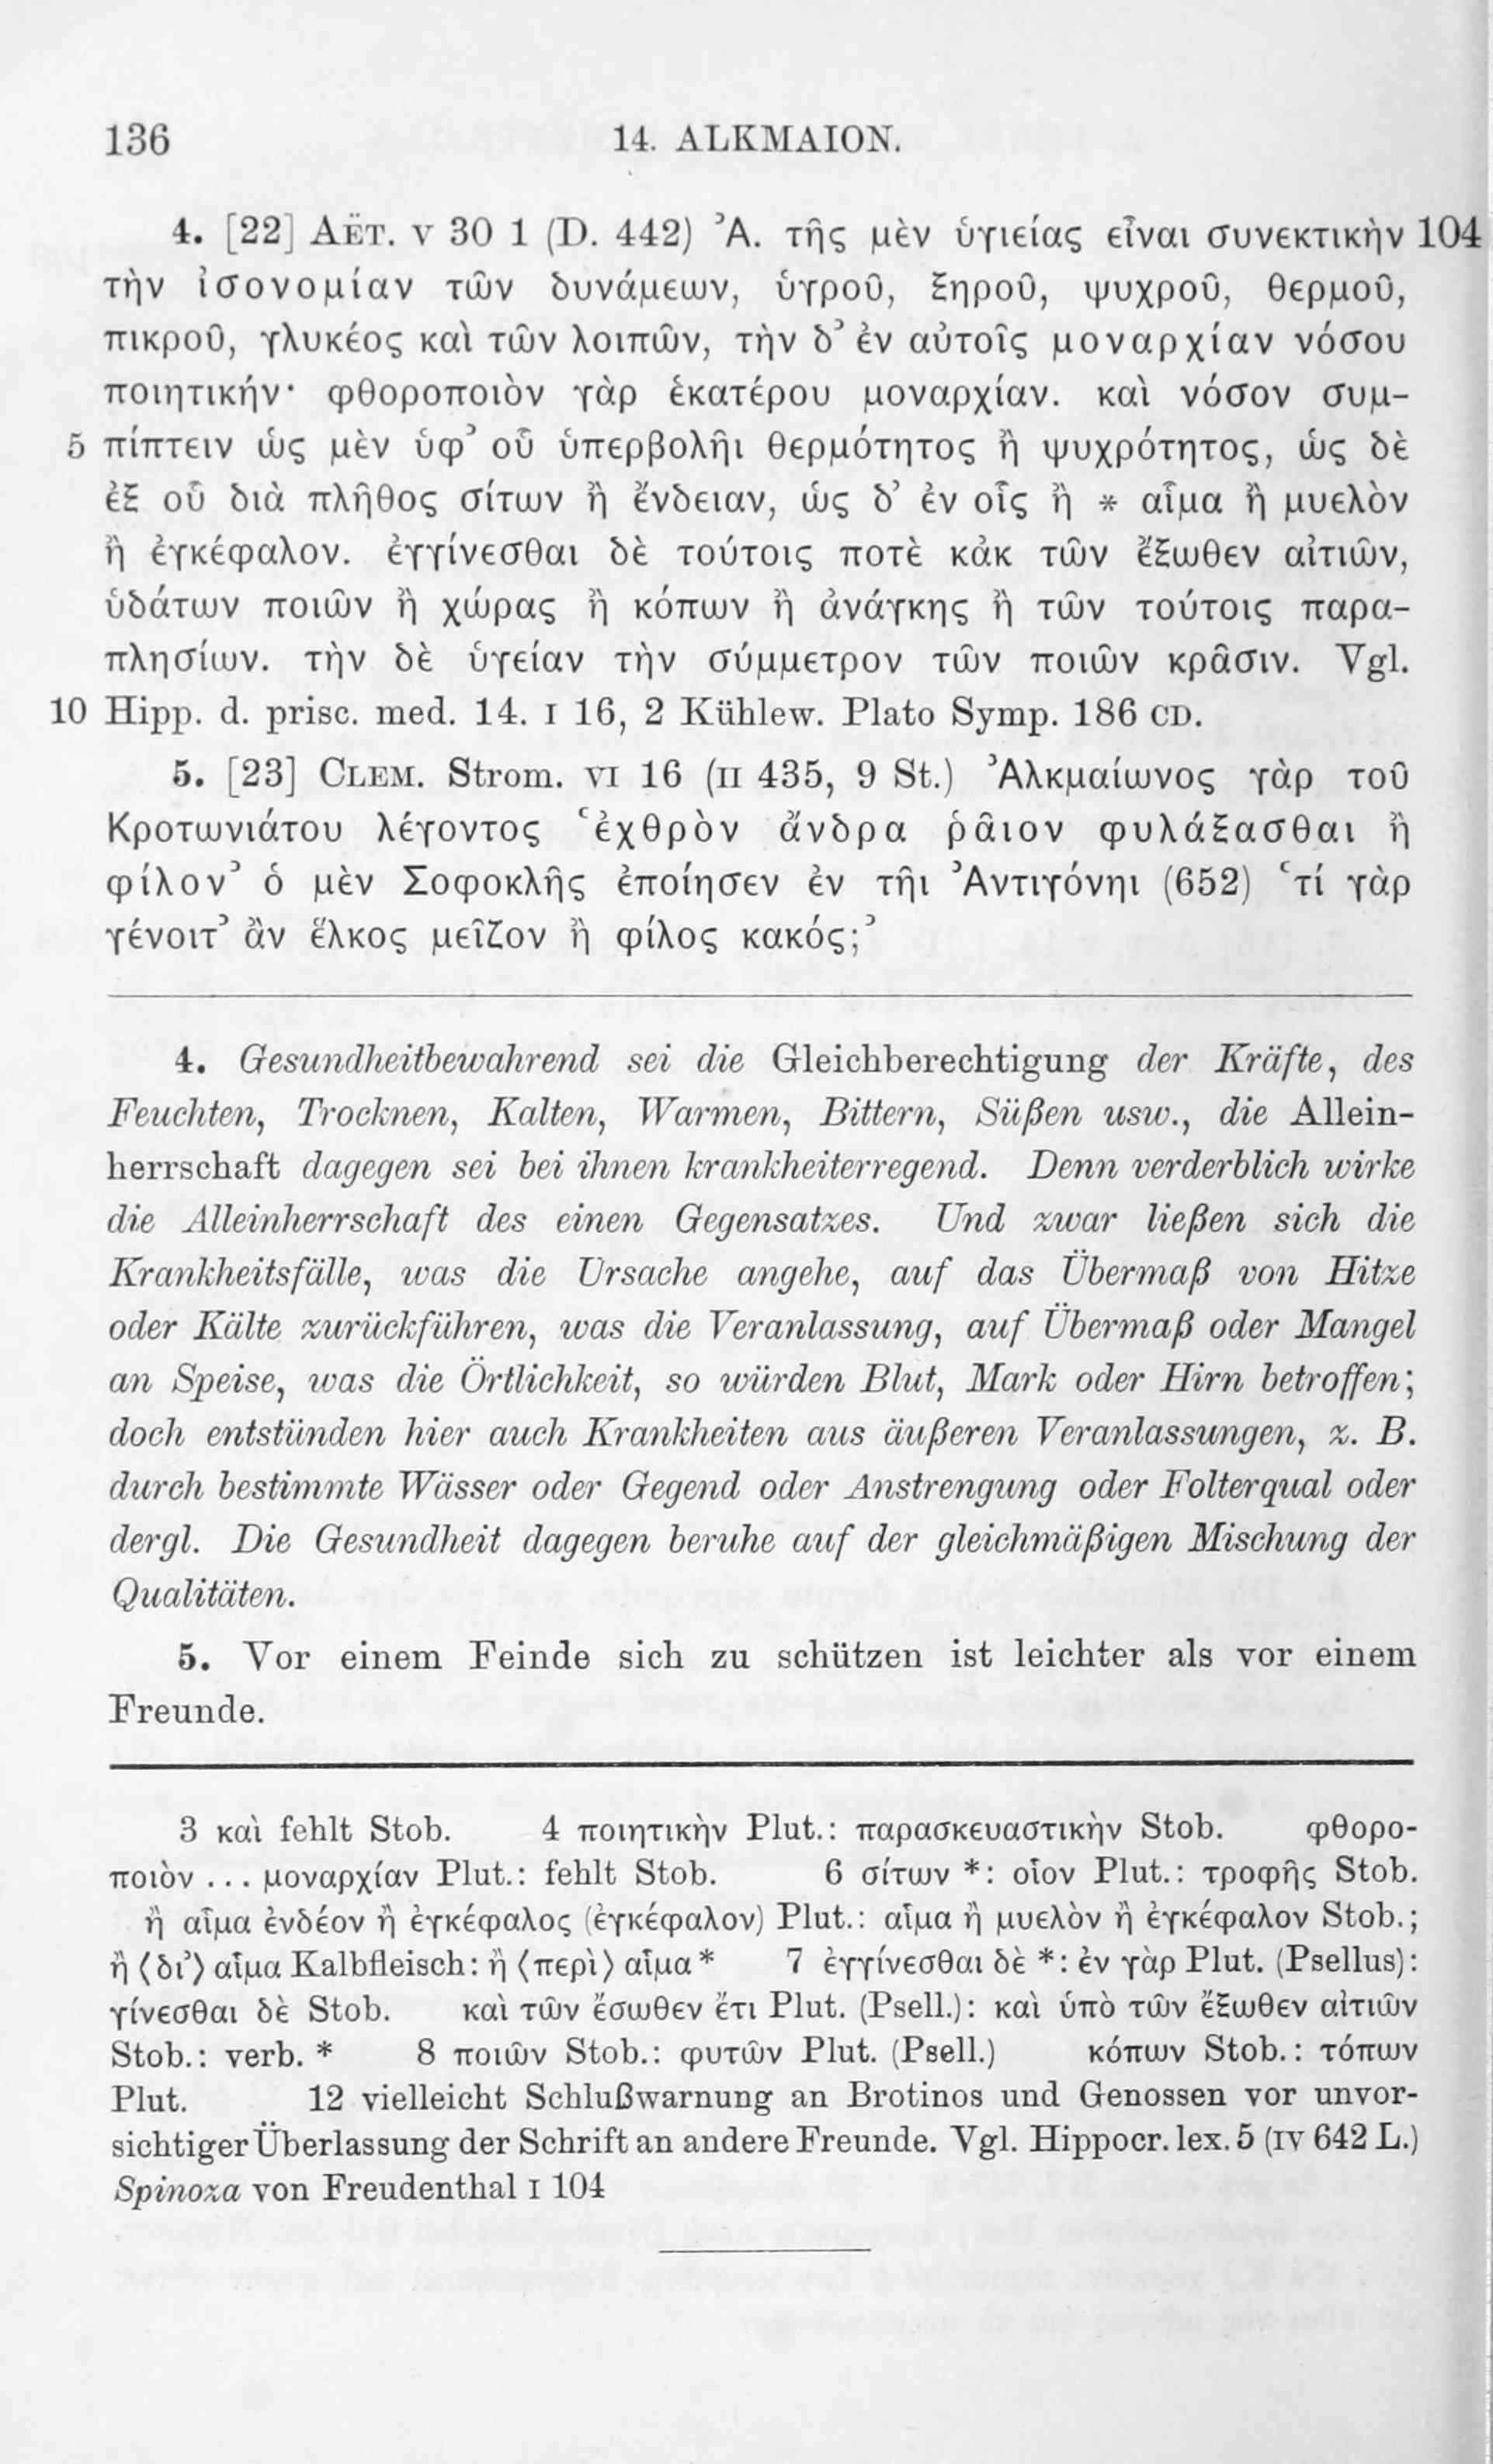 136 14. ALKMAION.
4. [22] AËT. V 30 1 (D. 442) Ἀ. τῆς μὲν ὑγιείας εἶναι συνεκτικὴν 104
τὴν ἰσονομίαν τῶν δυνάμεων, ὑγροῦ, ξηροῦ, ψυχροῦ, θερμοῦ,
πικροῦ, γλυκέος καὶ τῶν λοιπῶν, τὴν δ’ ἐν αὐτοῖς μοναρχίαν νόσου
ποιητικήν· φθοροποιὸν γὰρ ἑκατέρου μοναρχίαν. καὶ νόσον συμ-
5 πίπτειν ὡς μὲν ὑφ’ οὗ ὑπερβολῆι θερμότητος ἢ ψυχρότητος, ὡς δὲ
ἐξ οὗ διὰ πλῆθος σίτων ἢ ἔνδειαν, ὡς δ’ ἐν οἷς ἢ * αἷμα ἢ μυελὸν
ἢ ἐγκέφαλον. ἐγγίνεσθαι δὲ τούτοις ποτὲ κἀκ τῶν ἔξωθεν αἰτιῶν,
ὑδάτων ποιῶν ἢ χώρας ἢ κόπων ἢ ἀνάγκης ἢ τῶν τούτοις παρα-
πλησίων. τὴν δὲ ὑγείαν τὴν σύμμετρον τῶν ποιῶν κρᾶσιν. Vgl.
10 Hipp. d. prisc. med. 14. I 16, 2 Kühlew. Plato Symp. 186 CD.
5. [23] CLEM. Strom. VI 16 (II 435, 9 St.) Ἀλκμαίωνος γὰρ τοῦ
Κροτωνιάτου λέγοντος ‘ἐχθρὸν ἄνδρα ῥᾶιον φυλάξασθαι ἢ
φίλον’ ὁ μὲν Σοφοκλῆς ἐποίησεν ἐν τῆι Ἀντιγόνηι (652) ‘τί γὰρ
γένοιτ’ ἂν ἕλκος μεῖζον ἢ φίλος κακός;’
4. Gesundheitbewahrend sei die Gleichberechtigung der Kräfte, des
Feuchten, Trocknen, Kalten, Warmen, Bittern, Süßen usw., die Allein-
herrschaft dagegen sei bei ihnen krankheiterregend. Denn verderblich wirke
die Alleinherrschaft des einen Gegensatzes. Und zwar ließen sich die
Krankheitsfälle, was die Ursache angehe, auf das Übermaß von Hitze
oder Kälte zurückführen, was die Veranlassung, auf Übermaß oder Mangel
an Speise, was die Örtlichkeit, so würden Blut, Mark oder Hirn betroffen;
doch entstünden hier auch Krankheiten aus äußeren Veranlassungen, z. B.
durch bestimmte Wässer oder Gegend oder Anstrengung oder Folterqual oder
dergl. Die Gesundheit dagegen beruhe auf der gleichmäßigen Mischung der
Qualitäten.
5. Vor einem Feinde sich zu schützen ist leichter als vor einem
Freunde.
3 καὶ fehlt Stob. 4 ποιητικὴν Plut.: παρασκευαστικὴν Stob. φθορο-
ποιὸν ... μοναρχίαν Plut.: fehlt Stob. 6 σίτων *: οἷον Plut.: τροφῆς Stob.
ἢ αἷμα ἐνδέον ἢ ἐγκέφαλος (ἐγκέφαλον) Plut.: αἷμα ἢ μυελὸν ἢ ἐγκέφαλον Stob.;
ἢ ⟨δι’⟩ αἷμα Kalbfleisch: ἢ ⟨περὶ⟩ αἷμα * 7 ἐγγίνεσθαι δὲ *: ἐν γὰρ Plut. (Psellus):
γίνεσθαι δὲ Stob. καὶ τῶν ἔσωθεν ἔτι Plut. (Psell.): καὶ ὑπὸ τῶν ἔξωθεν αἰτιῶν
Stob.: verb. * 8 ποιῶν Stob.: φυτῶν Plut. (Psell.) κόπων Stob.: τόπων
Plut. 12 vielleicht Schlußwarnung an Brotinos und Genossen vor unvor-
sichtiger Überlassung der Schrift an andere Freunde. Vgl. Hippocr. lex. 5 (IV 642 L.)
Spinoza von Freudenthal I 104